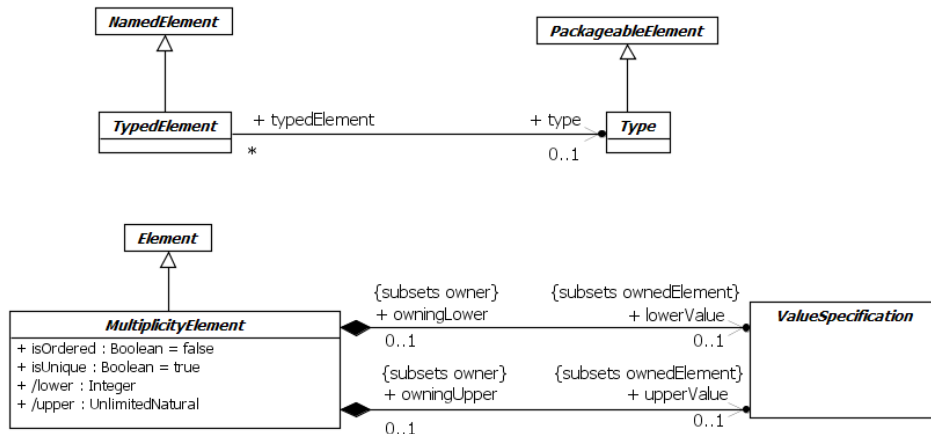 NamedElement
PackageableElement
TypedElement
+ typedElement
+ type
Type
*
0..1
Element
{subsets owner}
{subsets ownedElement}
MultiplicityElement
+ owningLower
+ lowerValue
ValueSpecification
+ isOrdered : Boolean = false
0..1
0..1
+ isUnique : Boolean = true
{subsets owner}
{subsets ownedElement}
+ /lower : Integer
+ owningUpper
+ upperValue
+ /upper : UnlimitedNatural
0..1
0..1